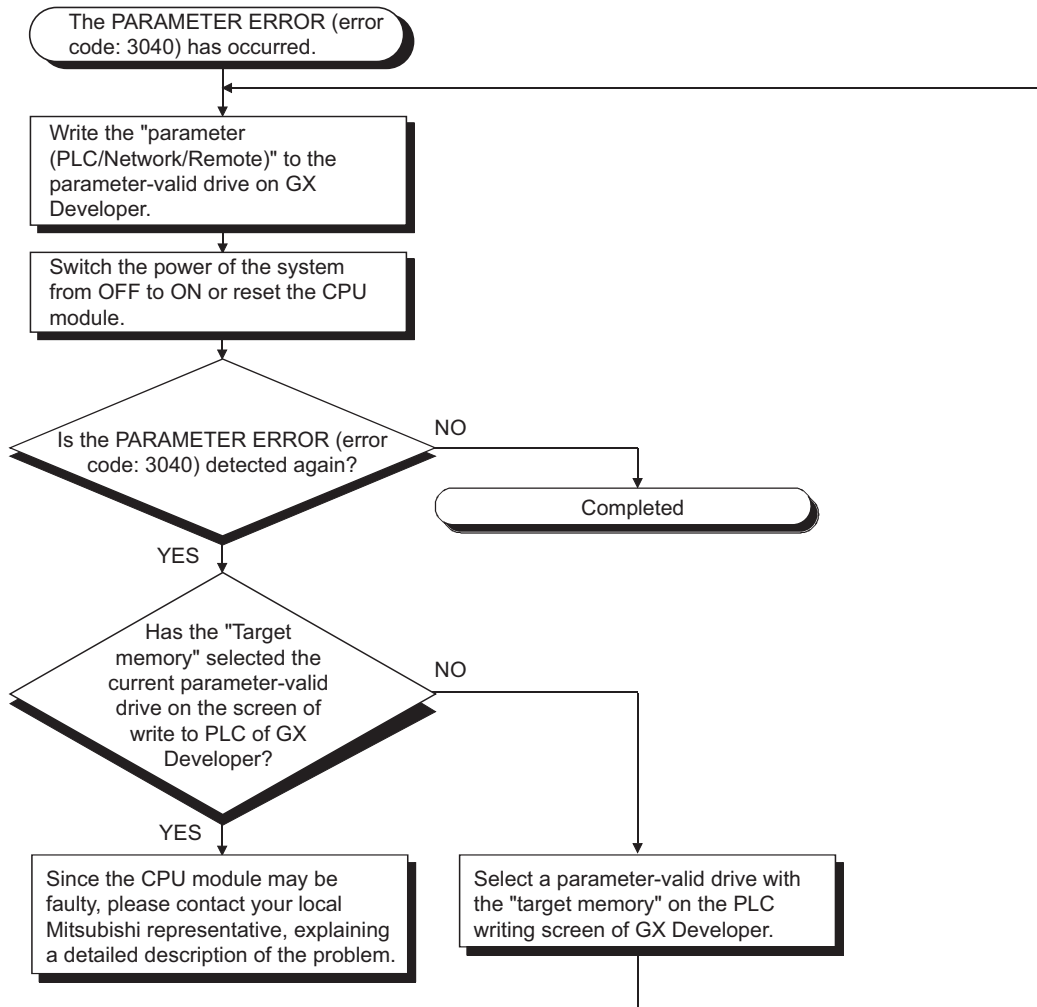 The PARAMETER ERROR (error
code: 3040) has occurred.
Write the "parameter
(PLC/Network/Remote)" to the
parameter-valid drive on GX
Developer.
Switch the power of the system
from OFF to ON or reset the CPU
module.
Is the PARAMETER ERROR (error
code: 3040) detected again?
NO
Completed
YES
Has the "Target
memory" selected the
current parameter-valid
drive on the screen of
write to PLC of GX
Developer?
NO
YES
Since the CPU module may be
faulty, please contact your local
Mitsubishi representative, explaining
a detailed description of the problem.
Select a parameter-valid drive with
the "target memory" on the PLC
writing screen of GX Developer.